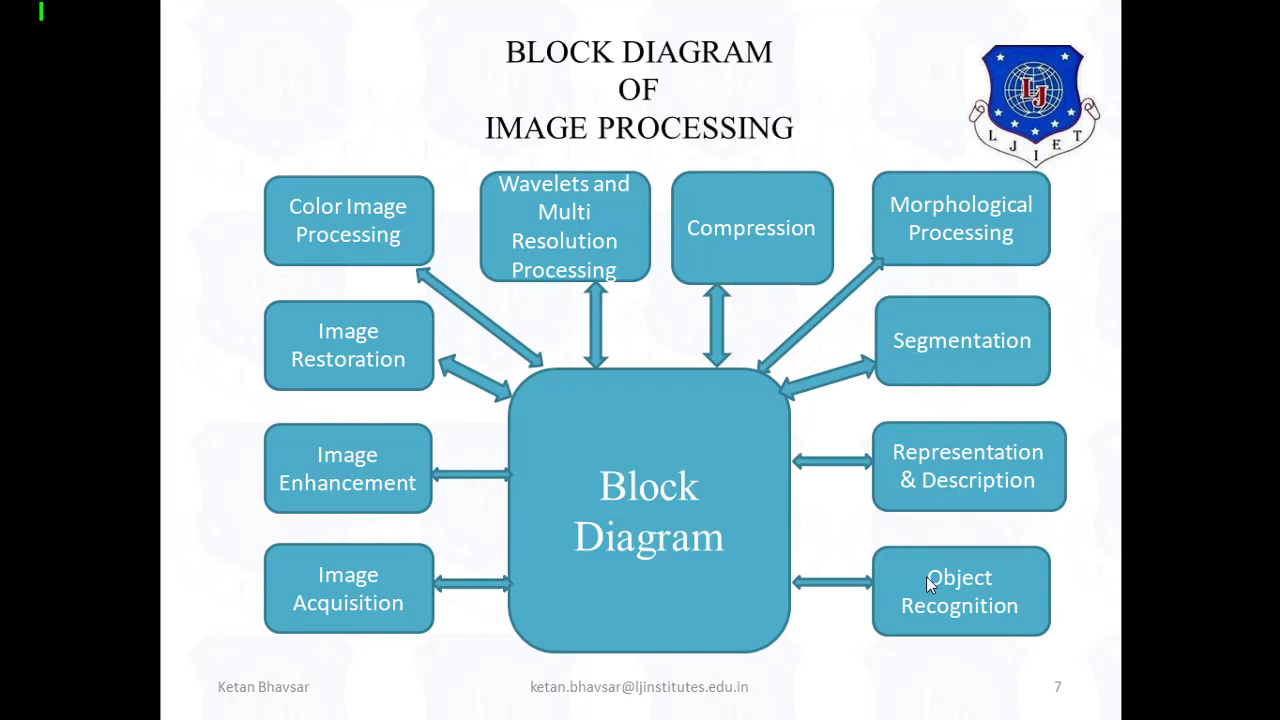 BLOCK DIAGRAM
OF
IMAGE PROCESSING
LJ
L J I E T
Color Image
Processing
Wavelets and
Multi
Resolution
Processing
Compression
Morphological
Processing
Image
Restoration
Segmentation
Image
Enhancement
Representation
& Description
Block
Diagram
Image
Acquisition
Object
Recognition
Ketan Bhavsar
ketan.bhavsar@ljinstitutes.edu.in
7